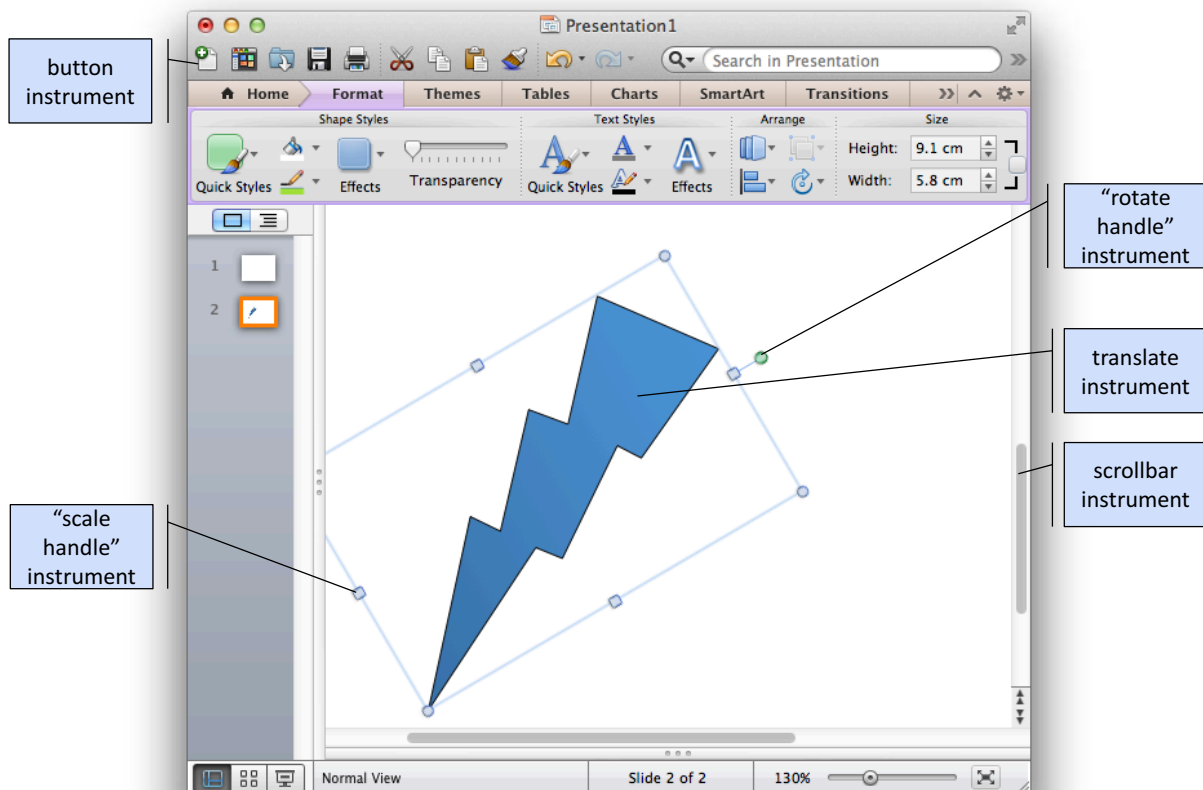 Presentation1
Search in Presentation
button
instrument
Home Format Themes Tables Charts SmartArt Transitions
Shape Styles Text Styles Arrange Size
Height: 9.1 cm
Quick Styles Effects Transparency Quick Styles Effects Width: 5.8 cm
“rotate
handle”
instrument
1
2
translate
instrument
scrollbar
instrument
“scale
handle”
instrument
Normal View Slide 2 of 2 130%